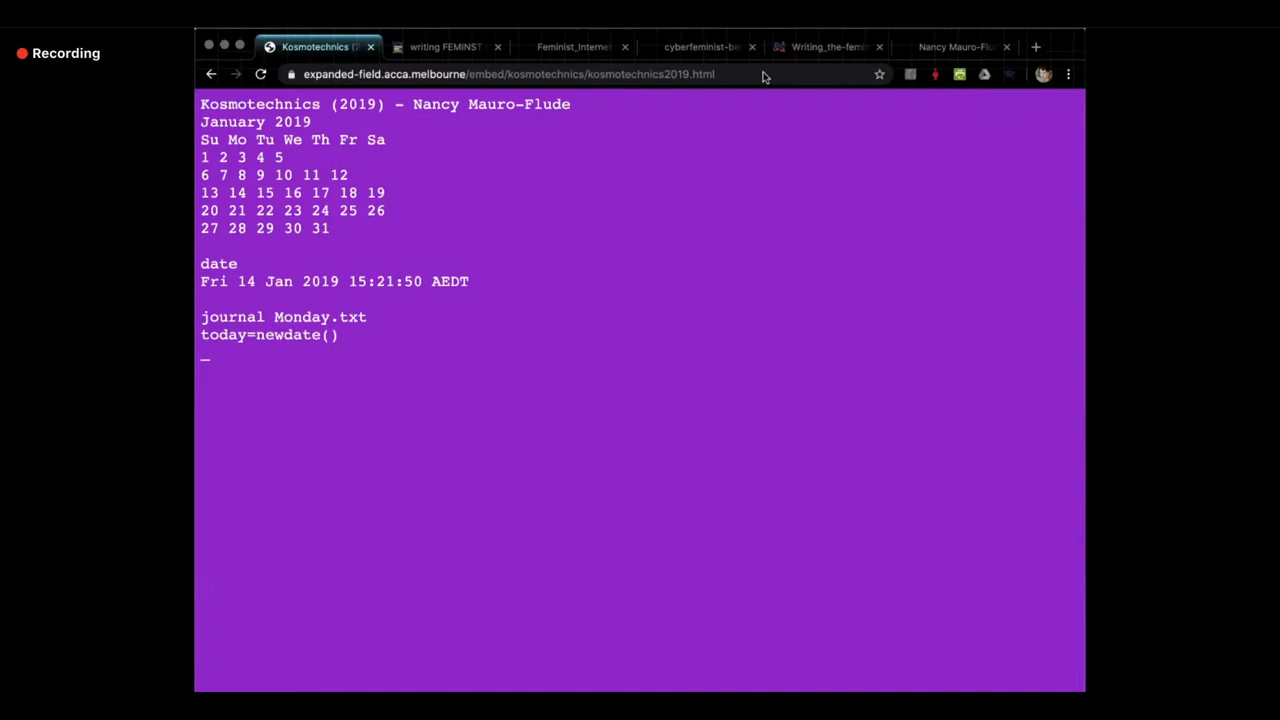 Recording
Kosmotechnics (2
writing FEMINST
Feminist_Internet
cyberfeminist-be
Writing_the-femi
Nancy Mauro-Flu
expanded-field.acca.melbourne/embed/kosmotechnics/kosmotechnics2019.html
Kosmotechnics (2019) - Nancy Mauro-Flude
January 2019
Su Mo Tu We Th Fr Sa
1 2 3 4 5
6 7 8 9 10 11 12
13 14 15 16 17 18 19
20 21 22 23 24 25 26
27 28 29 30 31
date
Fri 14 Jan 2019 15:21:50 AEDT
journal Monday.txt
today=newdate()
_